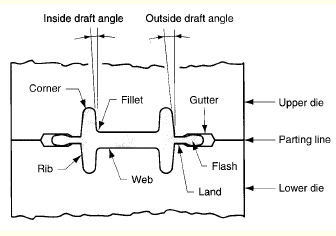 Inside draft angle
Outside draft angle
Corner
Fillet
Gutter
Upper die
Parting line
Rib
Web
Flash
Land
Lower die